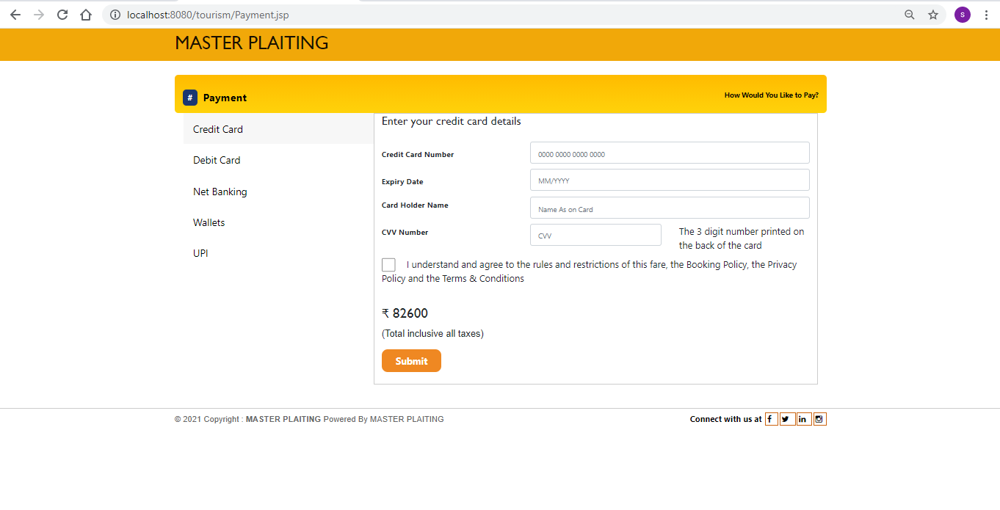 localhost:8080/tourism/Payment.jsp
S
MASTER PLAITING
# Payment
How Would You Like to Pay?
Credit Card
Debit Card
Net Banking
Wallets
UPI
Enter your credit card details
Credit Card Number
0000 0000 0000 0000
Expiry Date
MM/YYYY
Card Holder Name
Name As on Card
CVV Number
CVV
The 3 digit number printed on
the back of the card
I understand and agree to the rules and restrictions of this fare, the Booking Policy, the Privacy
Policy and the Terms & Conditions
₹ 82600
(Total inclusive all taxes)
Submit
© 2021 Copyright : MASTER PLAITING Powered By MASTER PLAITING
Connect with us at f in